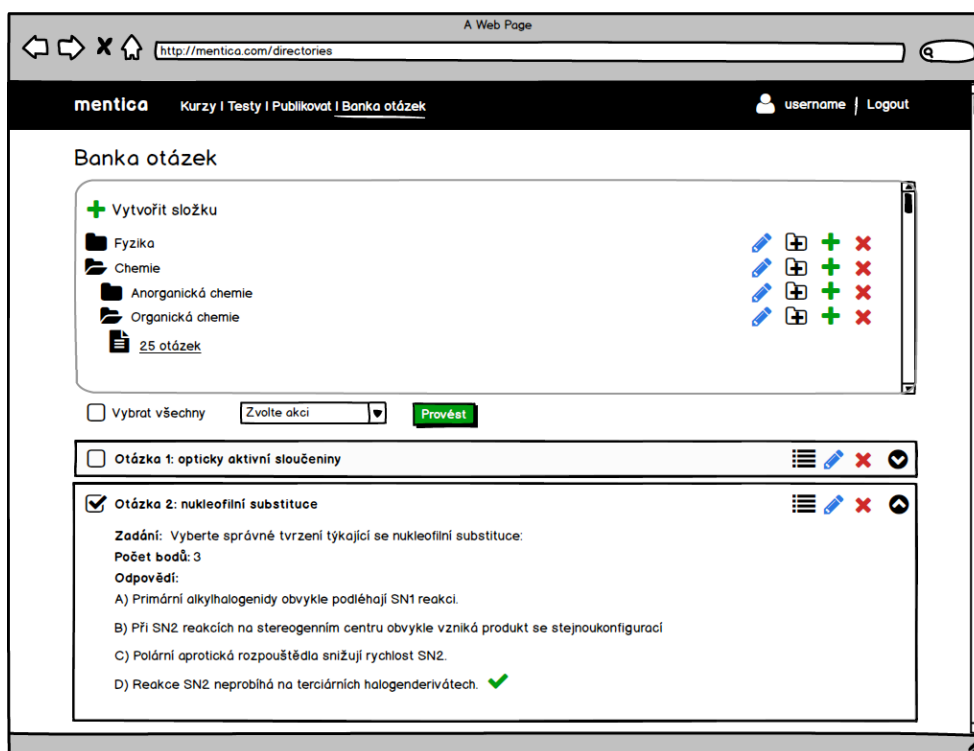 A Web Page
http://mentica.com/directories
mentica Kurzy | Testy | Publikovat | Banka otázek username | Logout
Banka otázek
Vytvořit složku
Fyzika
Chemie
Anorganická chemie
Organická chemie
25 otázek
Vybrat všechny Zvolte akci Provést
Otázka 1: opticky aktivní sloučeniny
Otázka 2: nukleofilní substituce
Zadání: Vyberte správné tvrzení týkající se nukleofilní substituce:
Počet bodů: 3
Odpovědí:
A) Primární alkylhalogenidy obvykle podléhají SN1 reakci.
B) Při SN2 reakcích na stereogenním centru obvykle vzniká produkt se stejnoukonfigurací
C) Polární aprotická rozpouštědla snižují rychlost SN2.
D) Reakce SN2 neprobíhá na terciárních halogenderivátech.